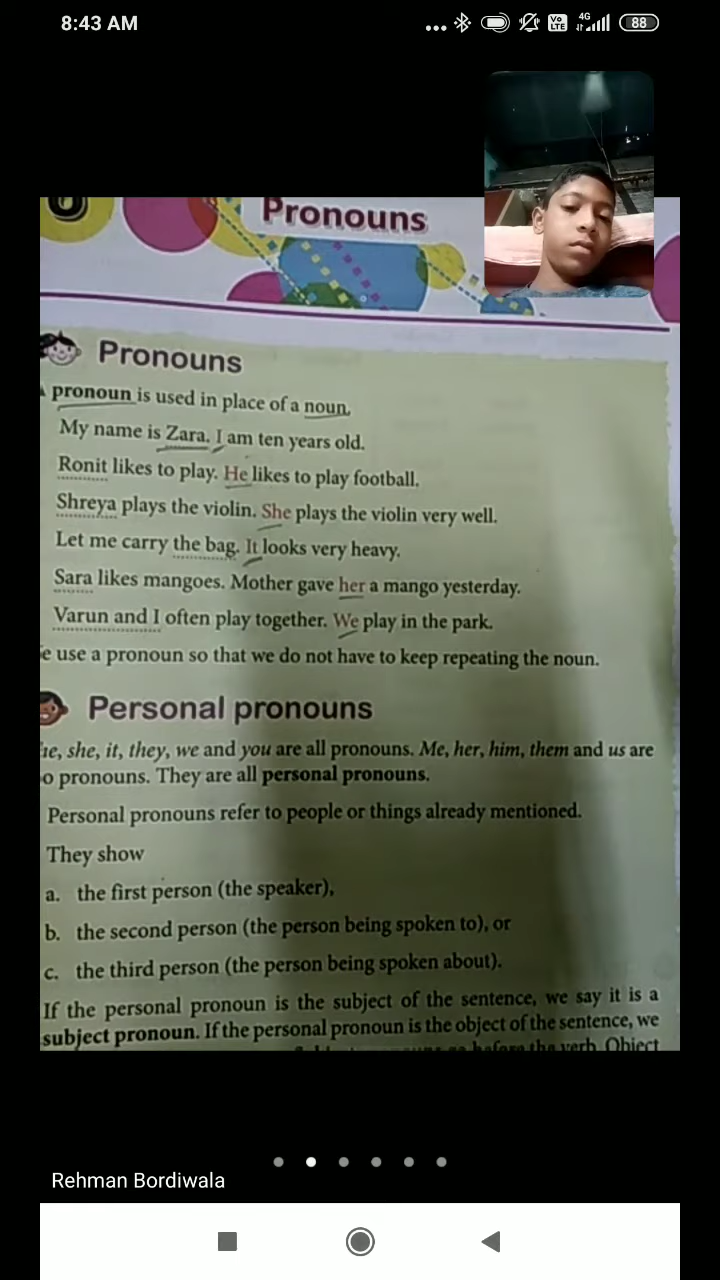 8:43 AM
Vo LTE 4G 88
Pronouns
Pronouns
pronoun is used in place of a noun.
My name is Zara. I am ten years old.
Ronit likes to play. He likes to play football.
Shreya plays the violin. She plays the violin very well.
Let me carry the bag. It looks very heavy.
Sara likes mangoes. Mother gave her a mango yesterday.
Varun and I often play together. We play in the park.
e use a pronoun so that we do not have to keep repeating the noun.
Personal pronouns
he, she, it, they, we and you are all pronouns. Me, her, him, them and us are
o pronouns. They are all personal pronouns.
Personal pronouns refer to people or things already mentioned.
They show
a. the first person (the speaker),
b. the second person (the person being spoken to), or
c. the third person (the person being spoken about).
If the personal pronoun is the subject of the sentence, we say it is a
subject pronoun. If the personal pronoun is the object of the sentence, we
before the verb. Object
Rehman Bordiwala